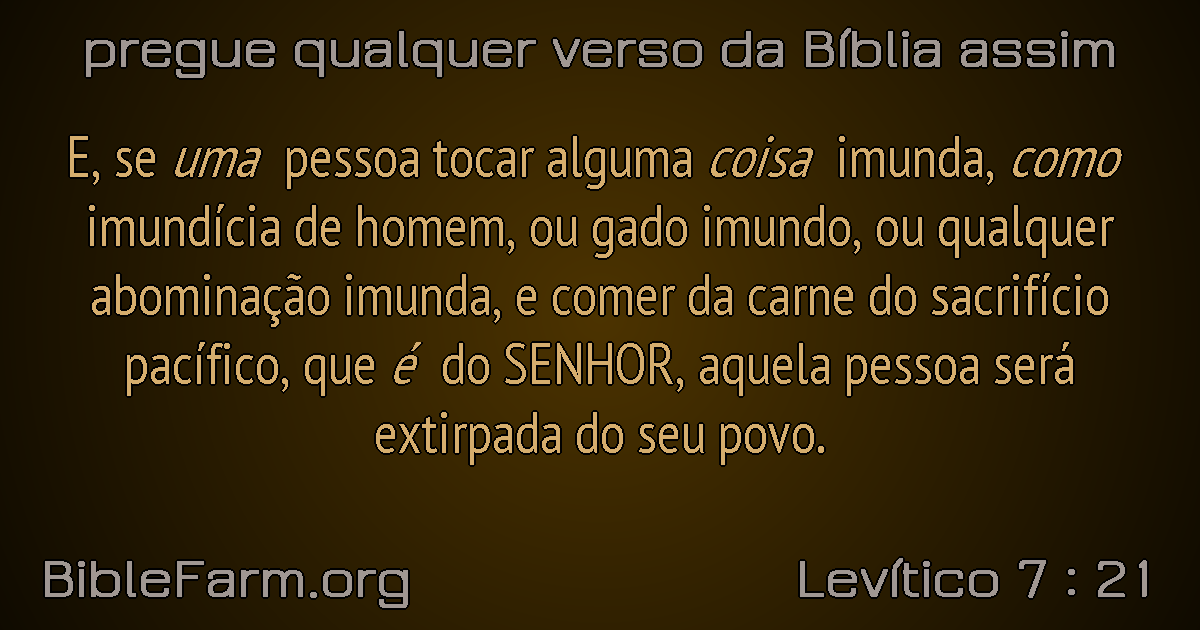 pregue qualquer verso da Bíblia assim
E, se uma pessoa tocar alguma coisa imunda, como
imundícia de homem, ou gado imundo, ou qualquer
abominação imunda, e comer da carne do sacrifício
pacífico, que é do SENHOR, aquela pessoa será
extirpada do seu povo.
BibleFarm.org
Levítico 7 : 21